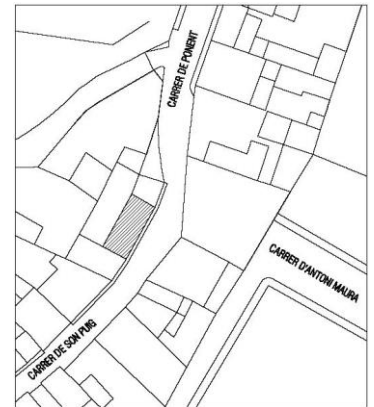 CARRER DE PONENT
CARRER D'ANTONI MAURA
CARRER DE SON PUIG